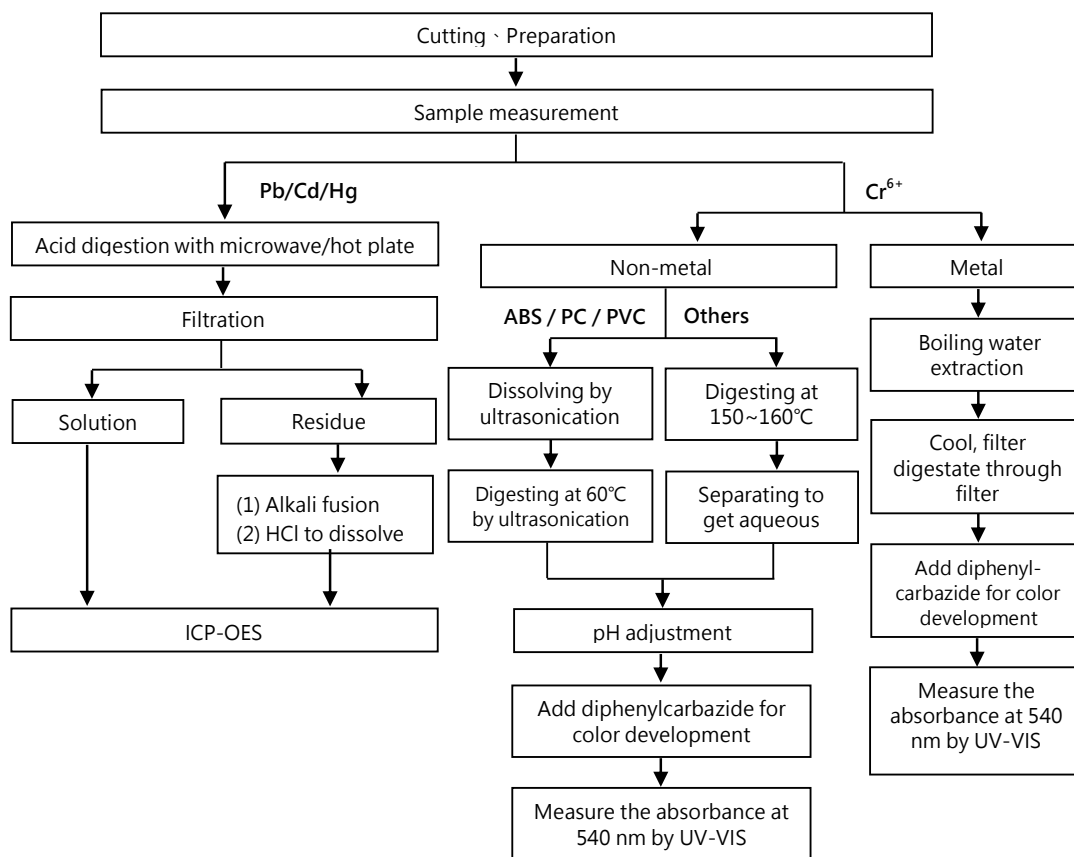 Cutting、Preparation
Sample measurement
Pb/Cd/Hg
Cr⁶⁺
Acid digestion with microwave/hot plate
Non-metal
Metal
Filtration
ABS / PC / PVC
Others
Boiling water
extraction
Solution
Residue
Dissolving by
ultrasonication
Digesting at
150~160℃
Cool, filter
digestate through
filter
(1) Alkali fusion
(2) HCl to dissolve
Digesting at 60℃
by ultrasonication
Separating to
get aqueous
Add diphenyl-
carbazide for color
development
ICP-OES
pH adjustment
Measure the
absorbance at 540
nm by UV-VIS
Add diphenylcarbazide for
color development
Measure the absorbance at
540 nm by UV-VIS